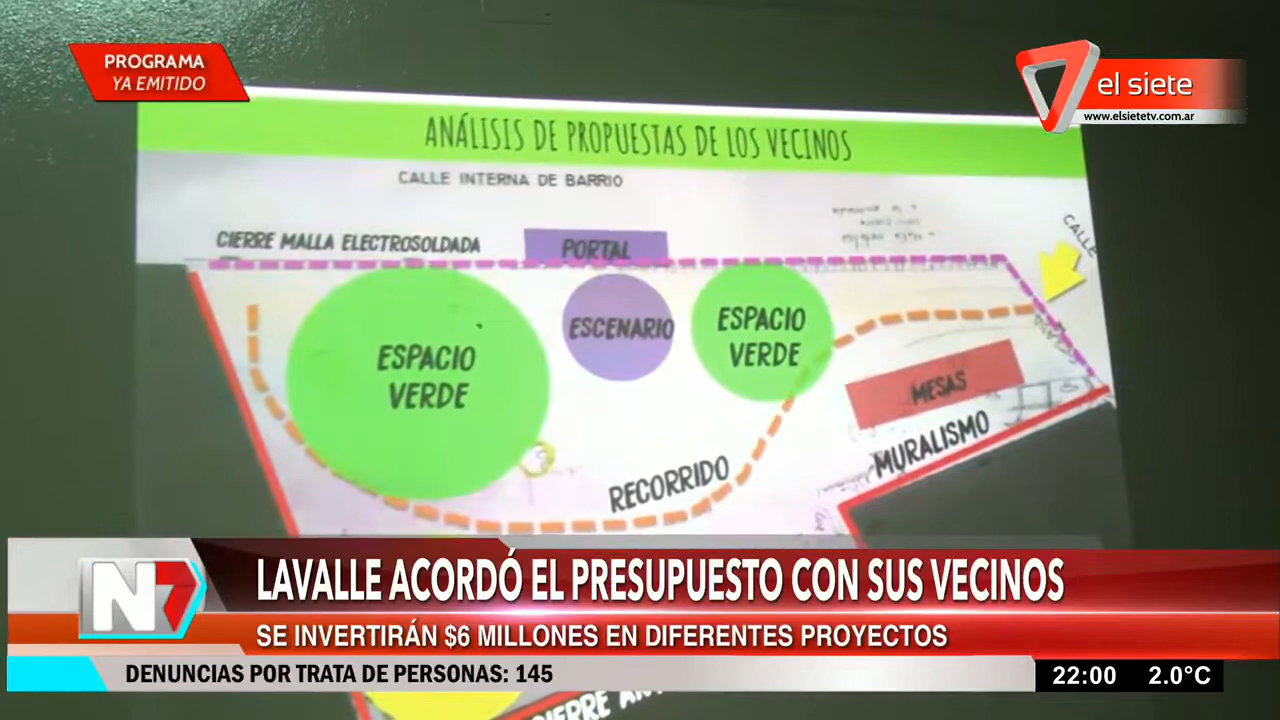 PROGRAMA
YA EMITIDO
el siete
www.elsietetv.com.ar
ANÁLISIS DE PROPUESTAS DE LOS VECINOS
CALLE INTERNA DE BARRIO
CIERRE MALLA ELECTROSOLDADA
PORTAL
CALLE
ESCENARIO
ESPACIO
VERDE
ESPACIO
VERDE
MESAS
MURALISMO
RECORRIDO
N7
LAVALLE ACORDÓ EL PRESUPUESTO CON SUS VECINOS
SE INVERTIRÁN $6 MILLONES EN DIFERENTES PROYECTOS
DENUNCIAS POR TRATA DE PERSONAS: 145
22:00 2.0°C